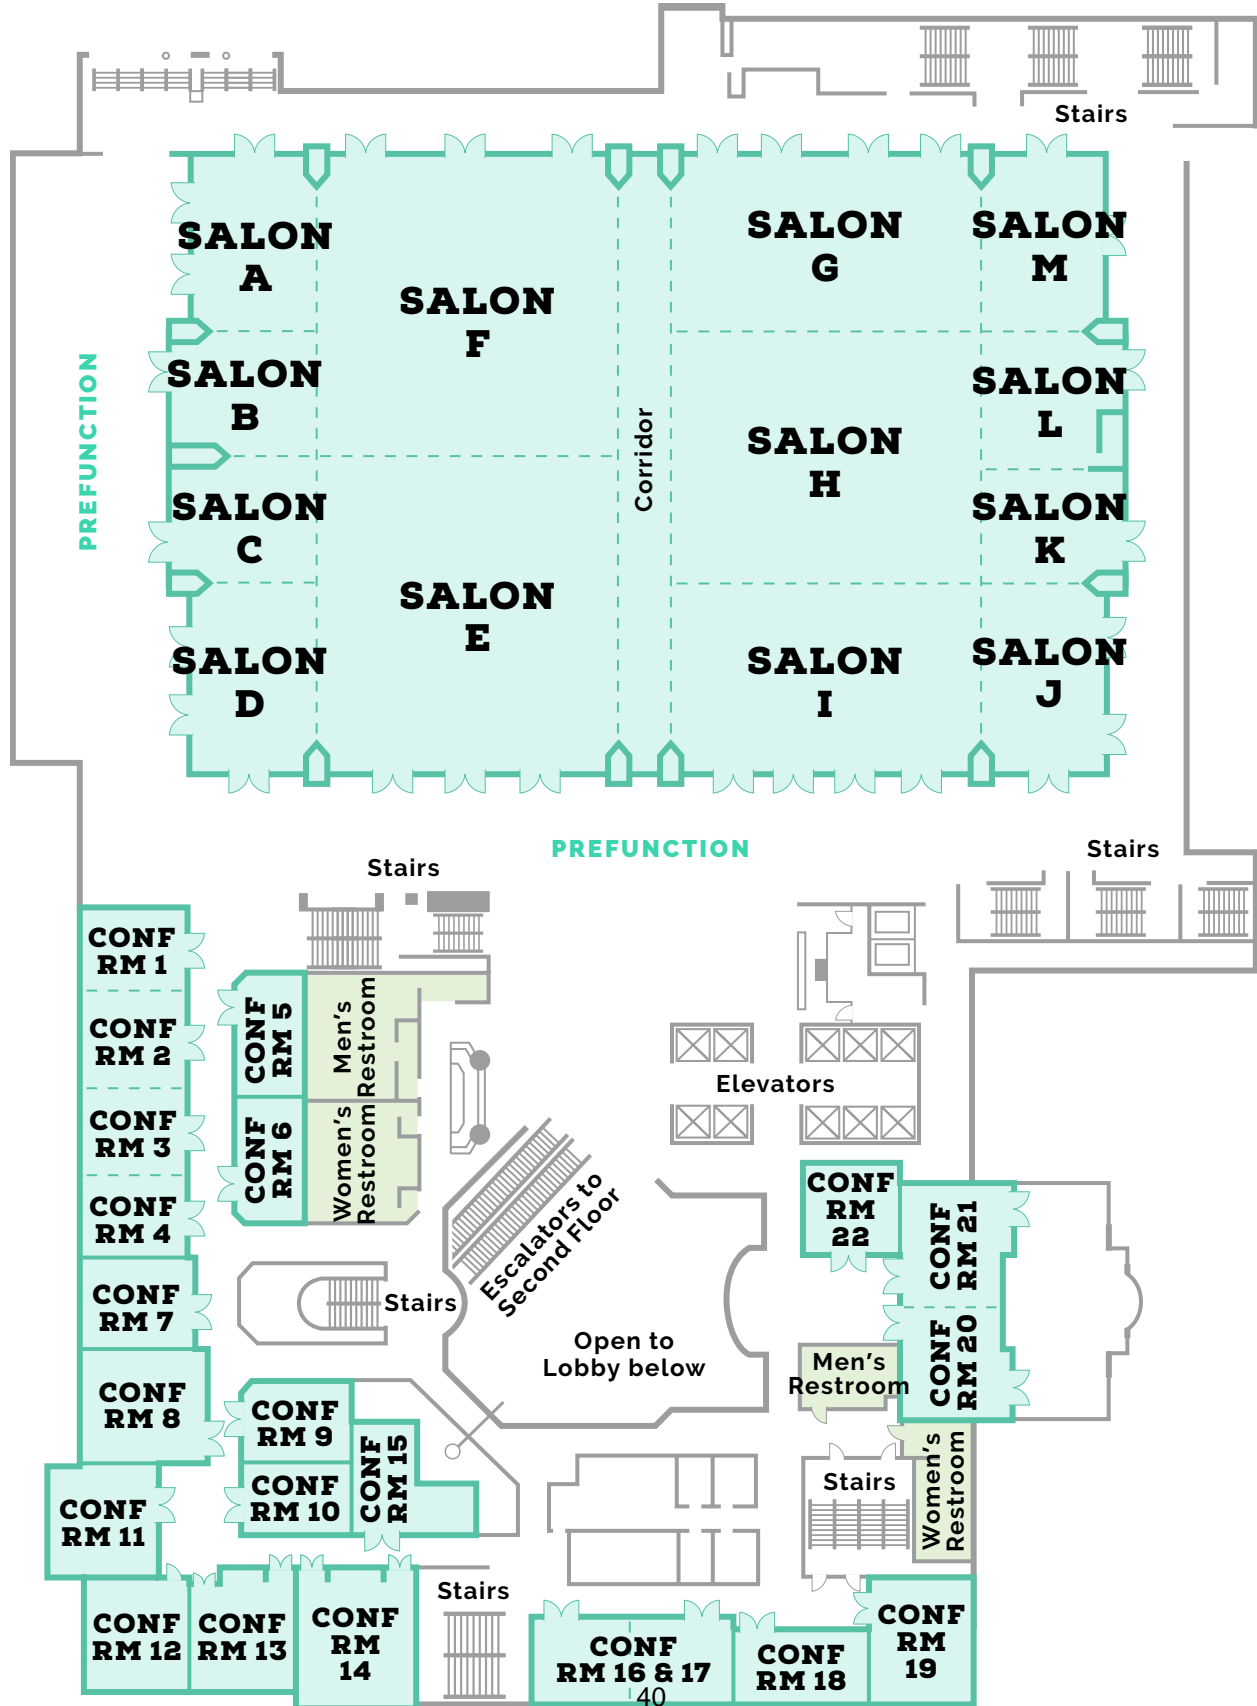 Stairs
SALON
A
SALON
F
SALON
G
SALON
M
SALON
B
SALON
L
PREFUNCTION
Corridor
SALON
H
SALON
C
SALON
K
SALON
E
SALON
D
SALON
I
SALON
J
PREFUNCTION
Stairs
Stairs
CONF
RM 1
CONF
RM 2
CONF
RM 3
CONF
RM 4
CONF
RM 5
Men's
Restroom
CONF
RM 6
Women's
Restroom
Elevators
Escalators to
Second Floor
CONF
RM
22
CONF
RM 21
CONF
RM 7
Stairs
Open to
Lobby below
CONF
RM 20
Men's
Restroom
CONF
RM 8
CONF
RM 9
CONF
RM 15
CONF
RM 10
Stairs
Women's
Restroom
CONF
RM 11
Stairs
CONF
RM 12
CONF
RM 13
CONF
RM
14
CONF
RM 16 & 17
CONF
RM 18
CONF
RM
19
40